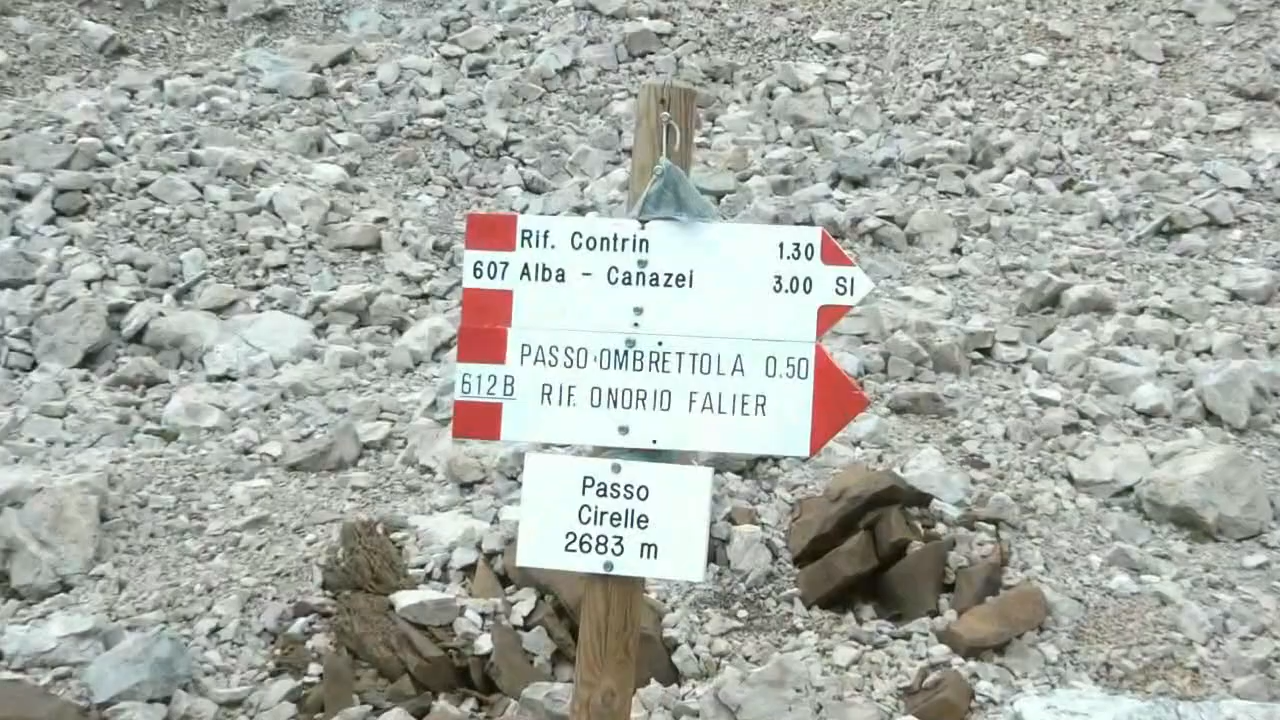 Rif. Contrin 1.30
607 Alba - Canazei 3.00 SI
PASSO OMBRETTOLA 0.50
612B RIF. ONORIO FALIER
Passo
Cirelle
2683 m